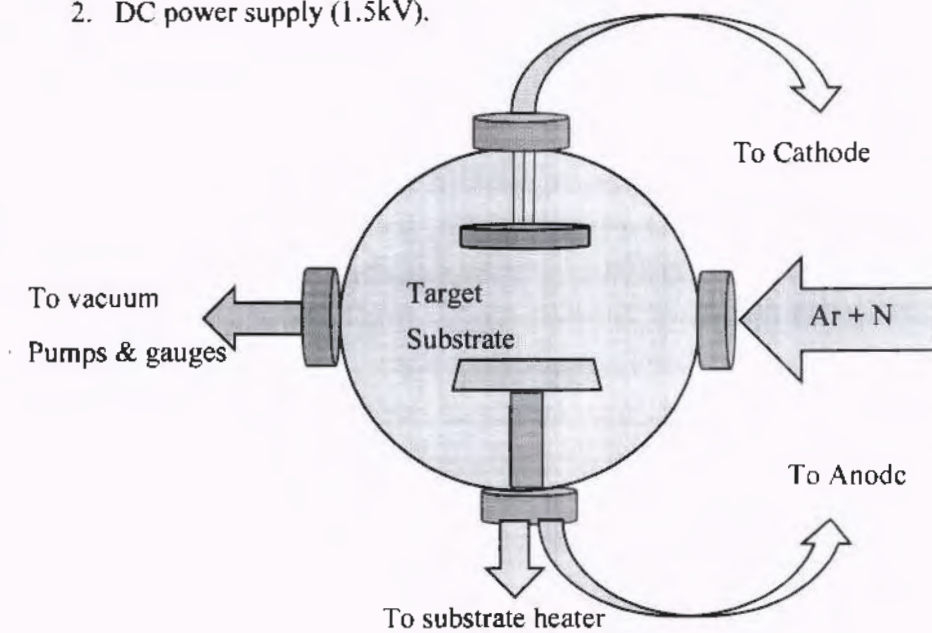 2. DC power supply (1.5kV).
To Cathode
To vacuum
Pumps & gauges
Target
Substrate
Ar + N
To Anode
To substrate heater